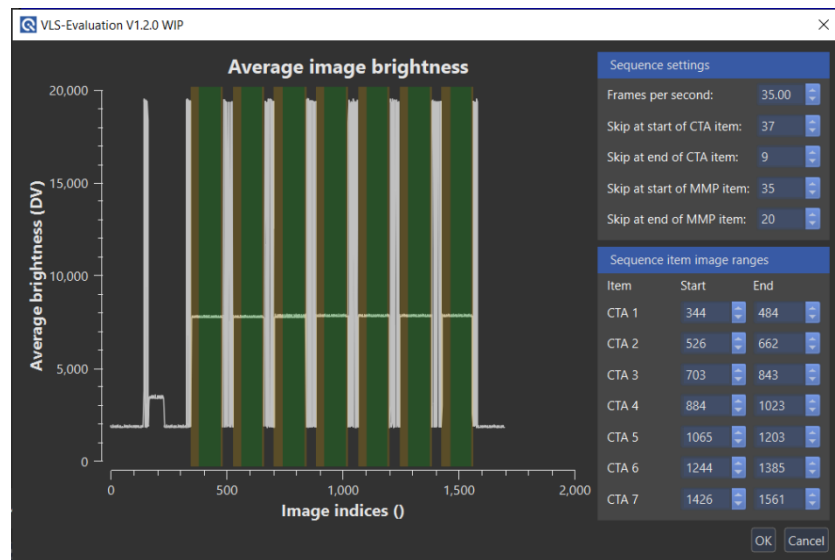 VLS-Evaluation V1.2.0 WIP
Average image brightness
20,000
15,000
10,000
5,000
0
Average brightness (DV)
0 500 1,000 1,500 2,000
Image indices ()
Sequence settings
Frames per second: 35.00
Skip at start of CTA item: 37
Skip at end of CTA item: 9
Skip at start of MMP item: 35
Skip at end of MMP item: 20
Sequence item image ranges
Item Start End
CTA 1 344 484
CTA 2 526 662
CTA 3 703 843
CTA 4 884 1023
CTA 5 1065 1203
CTA 6 1244 1385
CTA 7 1426 1561
OK Cancel